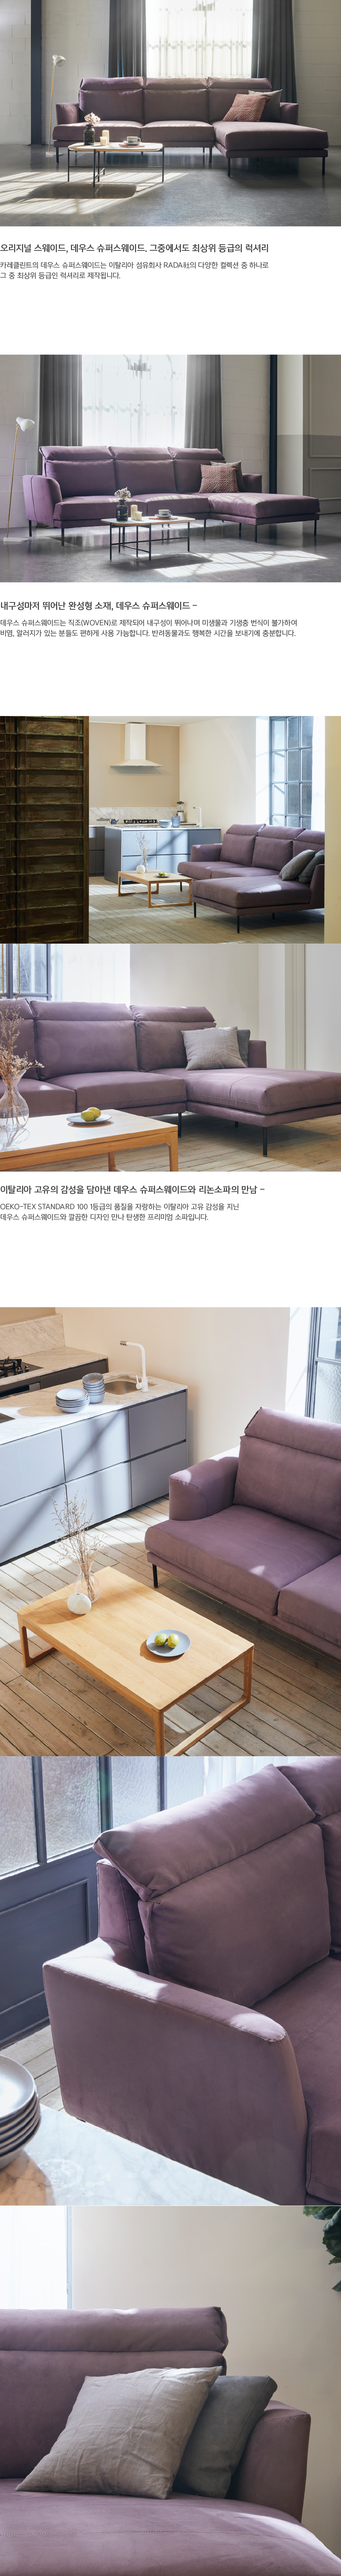 오리지널 스웨이드, 데우스 슈퍼스웨이드. 그중에서도 최상위 등급의 럭셔리
카레클린트의 데우스 슈퍼스웨이드는 이탈리아 섬유회사 RADA社의 다양한 컬렉션 중 하나로
그 중 최상위 등급인 럭셔리로 제작됩니다.
내구성마저 뛰어난 완성형 소재, 데우스 슈퍼스웨이드 -
데우스 슈퍼스웨이드는 직조(WOVEN)로 제작되어 내구성이 뛰어나며 미생물과 기생충 번식이 불가하여
비염, 알러지가 있는 분들도 편하게 사용 가능합니다. 반려동물과도 행복한 시간을 보내기에 충분합니다.
이탈리아 고유의 감성을 담아낸 데우스 슈퍼스웨이드와 리논소파의 만남 -
OEKO-TEX STANDARD 100 1등급의 품질을 자랑하는 이탈리아 고유 감성을 지닌
데우스 슈퍼스웨이드와 깔끔한 디자인 만나 탄생한 프리미엄 소파입니다.